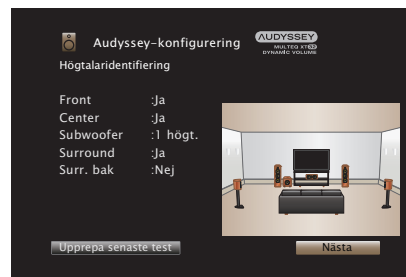 Audyssey-konfigurering
AUDYSSEY
MULTEQ XT32
DYNAMIC VOLUME
Högtalaridentifiering
Front :Ja
Center :Ja
Subwoofer :1 högt.
Surround :Ja
Surr. bak :Nej
Upprepa senaste test
Nästa